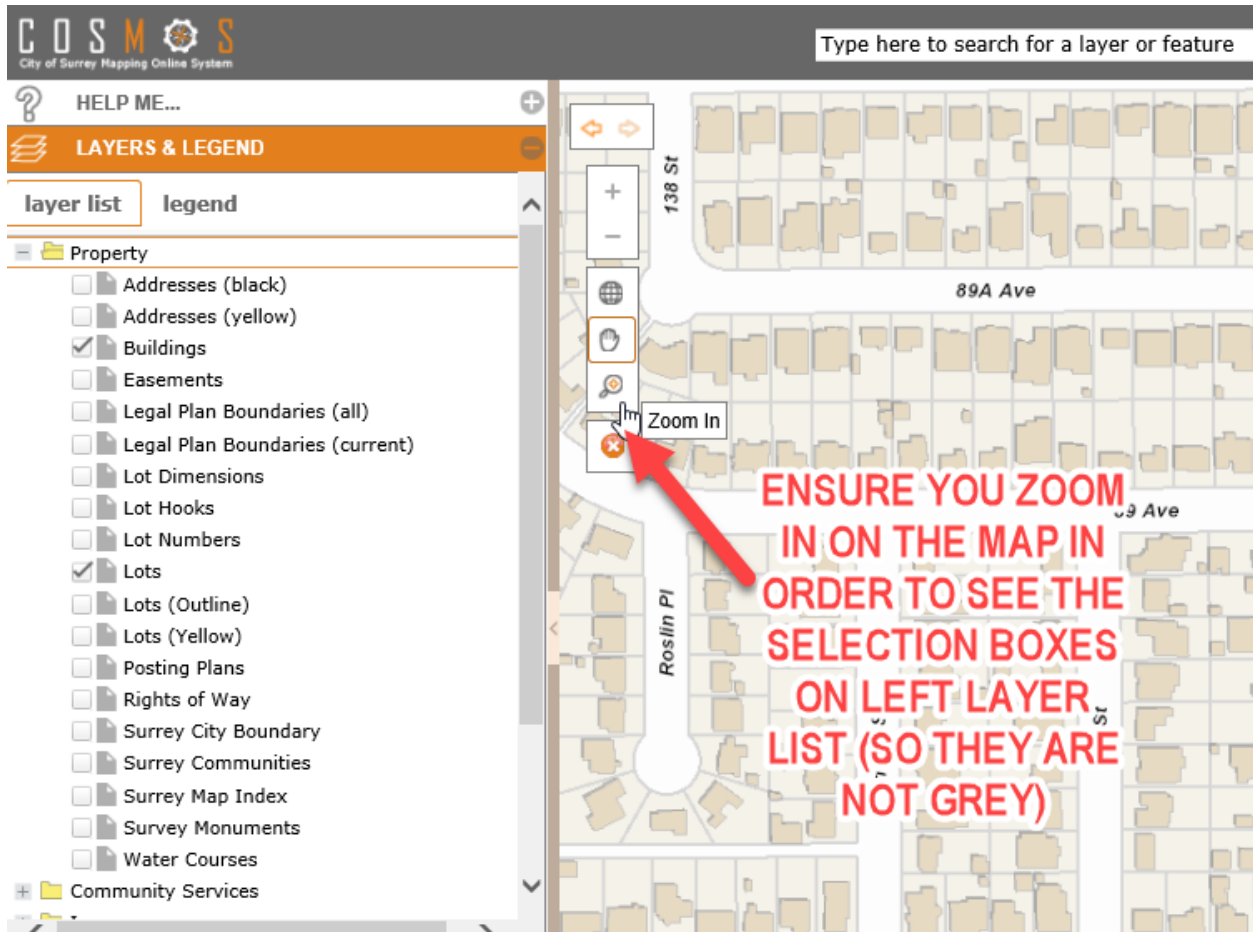 COSMOS
City of Surrey Mapping Online System
Type here to search for a layer or feature
HELP ME...
LAYERS & LEGEND
layer list legend
Property
Addresses (black)
Addresses (yellow)
Buildings
Easements
Legal Plan Boundaries (all)
Legal Plan Boundaries (current)
Lot Dimensions
Lot Hooks
Lot Numbers
Lots
Lots (Outline)
Lots (Yellow)
Posting Plans
Rights of Way
Surrey City Boundary
Surrey Communities
Surrey Map Index
Survey Monuments
Water Courses
Community Services
138 St
89A Ave
Zoom In
ENSURE YOU ZOOM
IN ON THE MAP IN
ORDER TO SEE THE
SELECTION BOXES
ON LEFT LAYER
LIST (SO THEY ARE
NOT GREY)
Ave
Roslin Pl
St